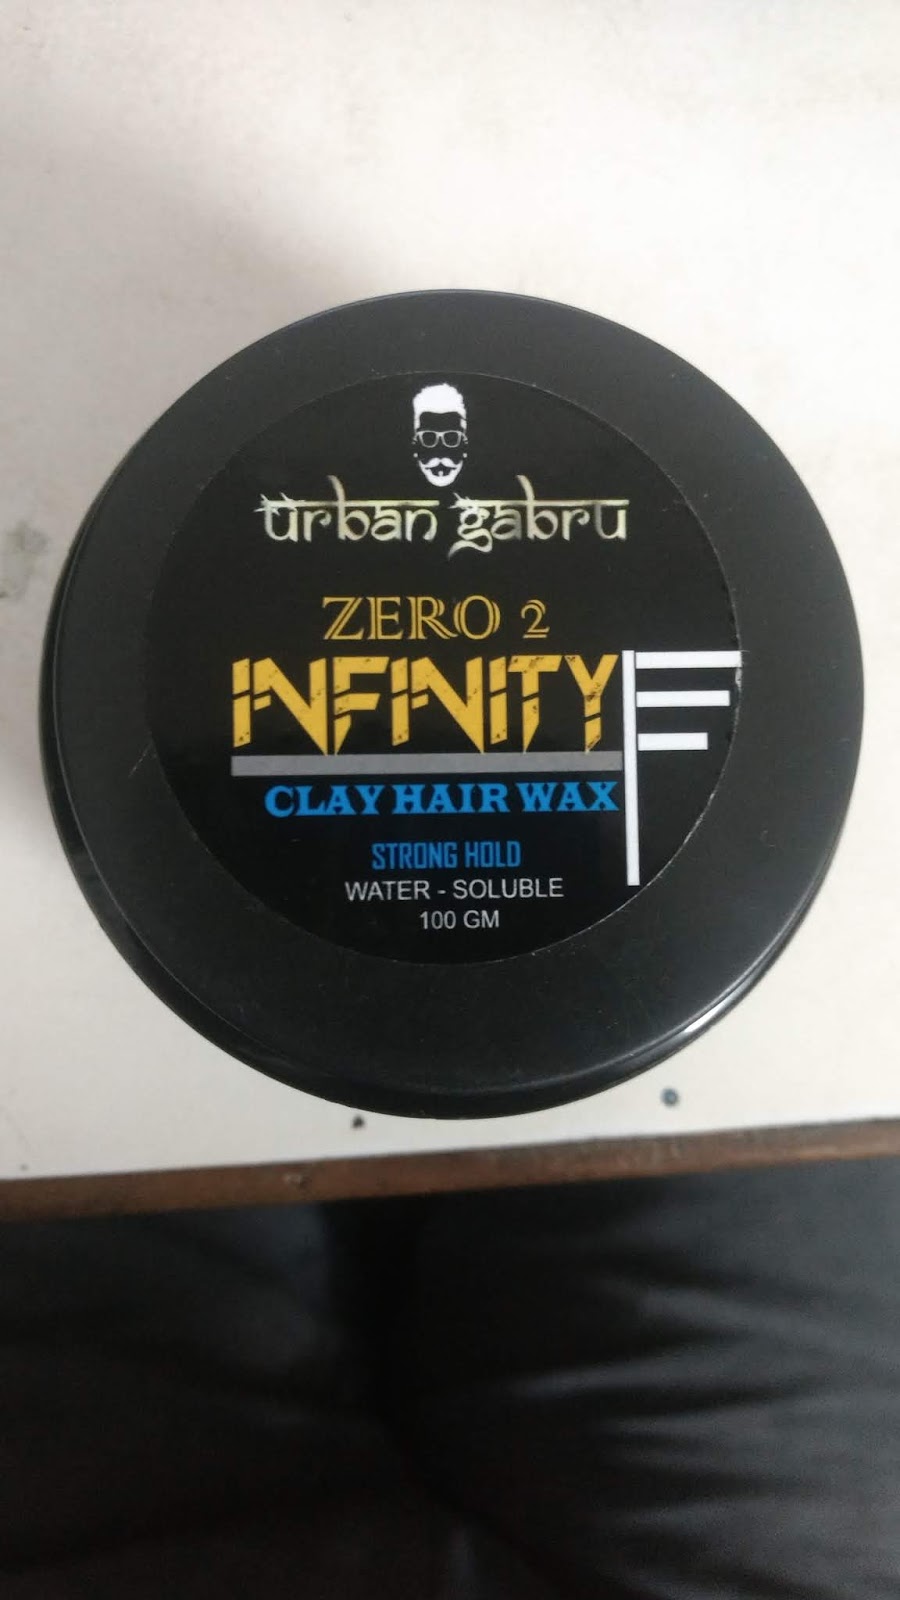 urban gabru
ZERO 2
INFINITY
CLAY HAIR WAX
STRONG HOLD
WATER - SOLUBLE
100 GM